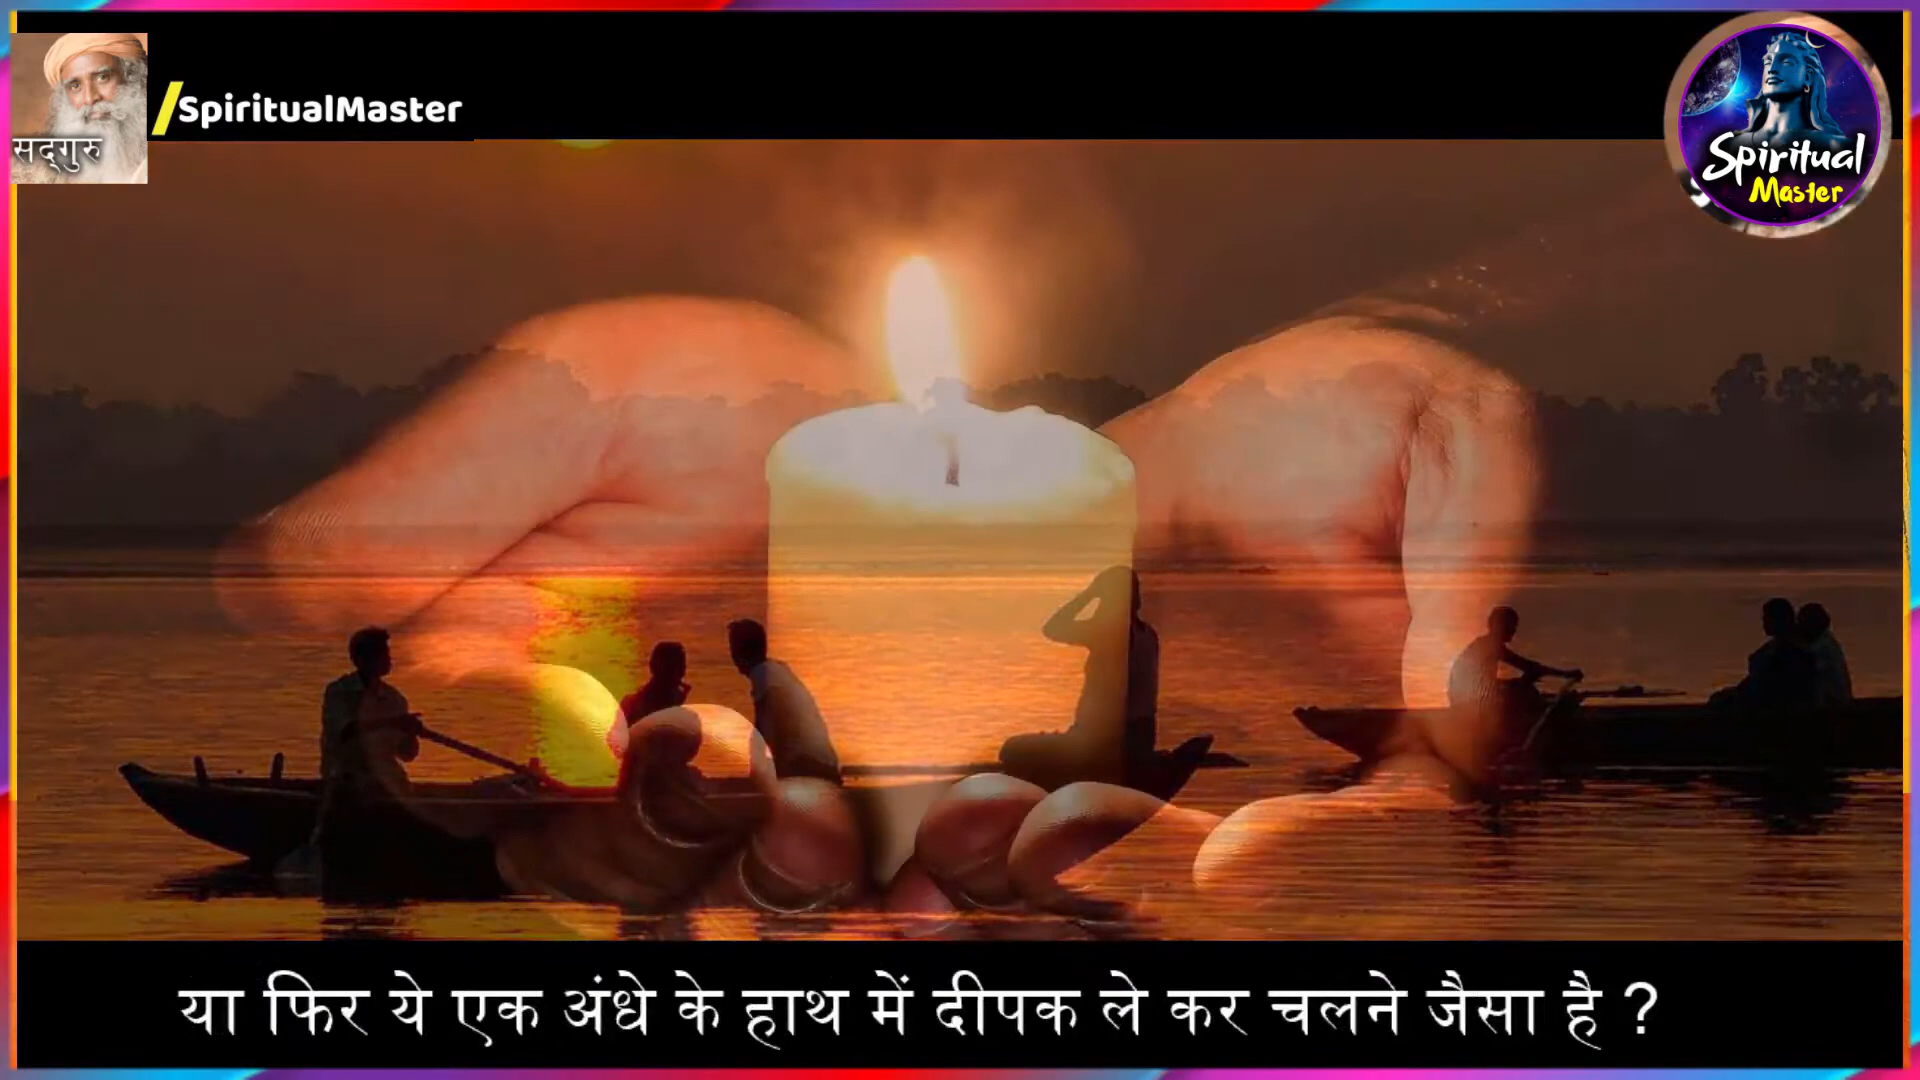 सद्गुरु
/SpiritualMaster
Spiritual
Master
या फिर ये एक अंधे के हाथ में दीपक ले कर चलने जैसा है ?